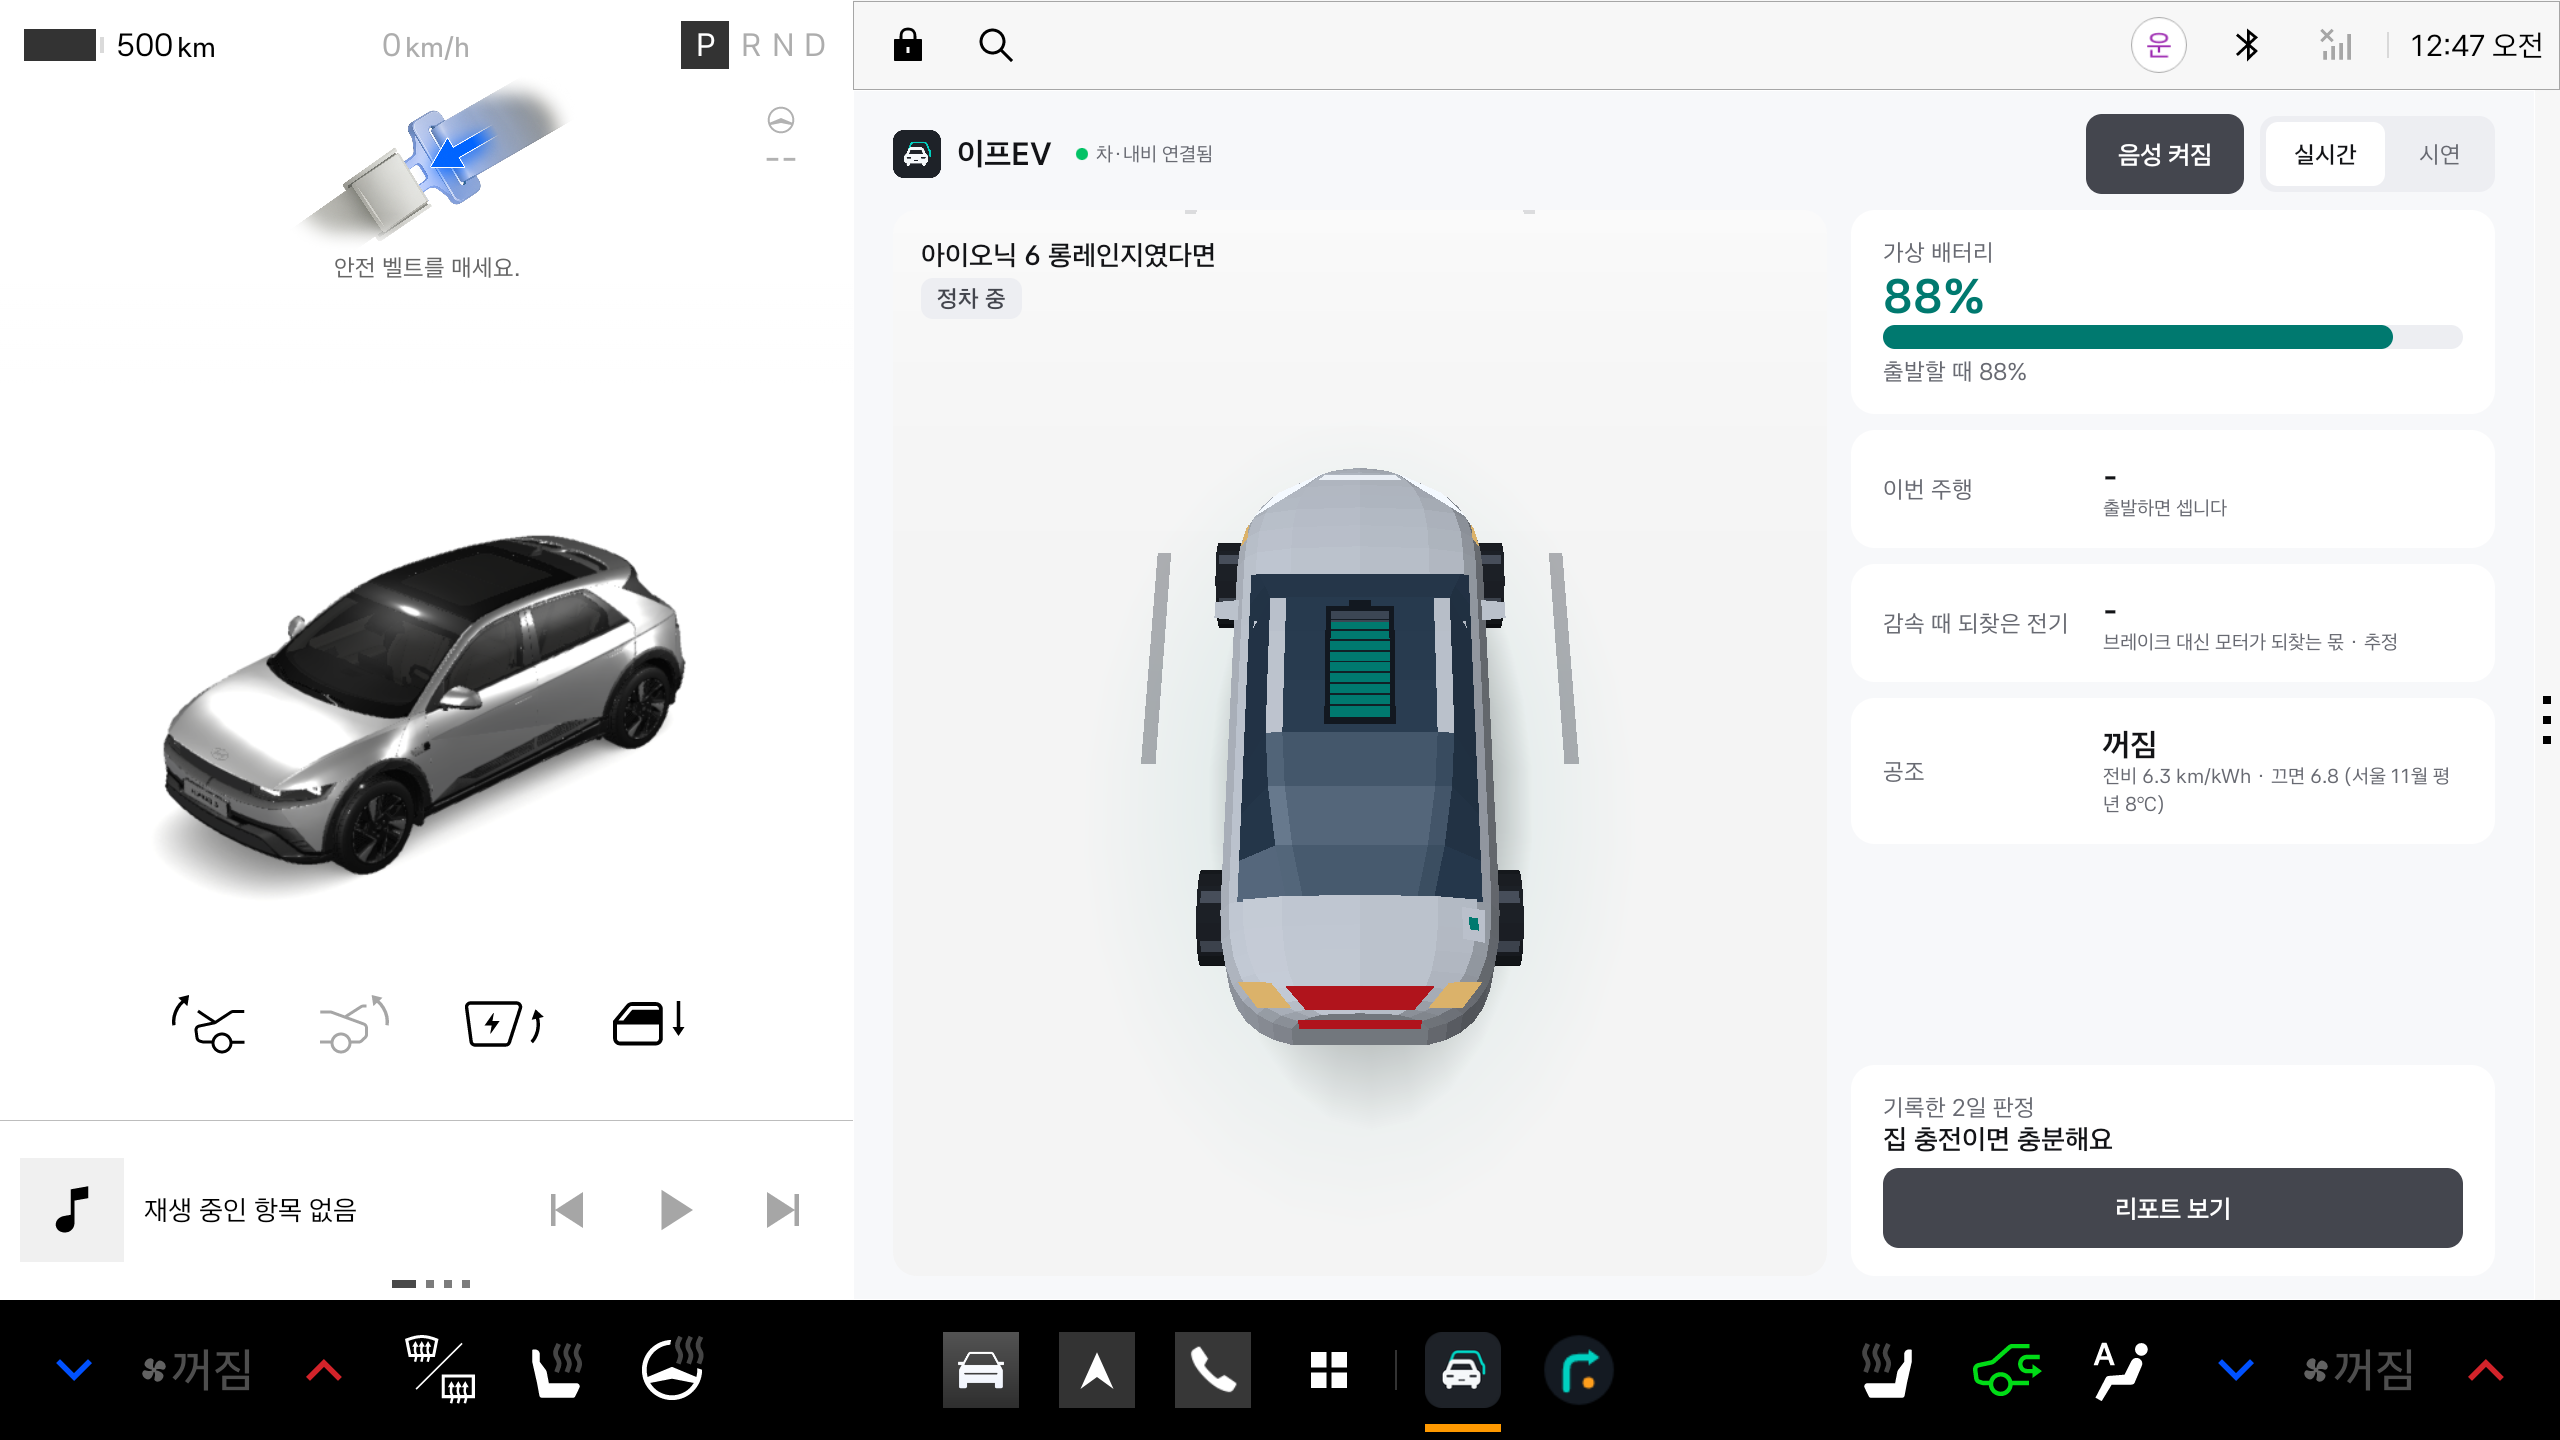 500 km
0 km/h
P R N D
운
12:47 오전
안전 벨트를 매세요.
이프EV
차·내비 연결됨
음성 켜짐
실시간
시연
아이오닉 6 롱레인지였다면
정차 중
가상 배터리
88%
출발할 때 88%
이번 주행
-
출발하면 셉니다
감속 때 되찾은 전기
-
브레이크 대신 모터가 되찾는 몫 · 추정
공조
꺼짐
전비 6.3 km/kWh · 끄면 6.8 (서울 11월 평
년 8°C)
기록한 2일 판정
집 충전이면 충분해요
리포트 보기
재생 중인 항목 없음
꺼짐
A
꺼짐